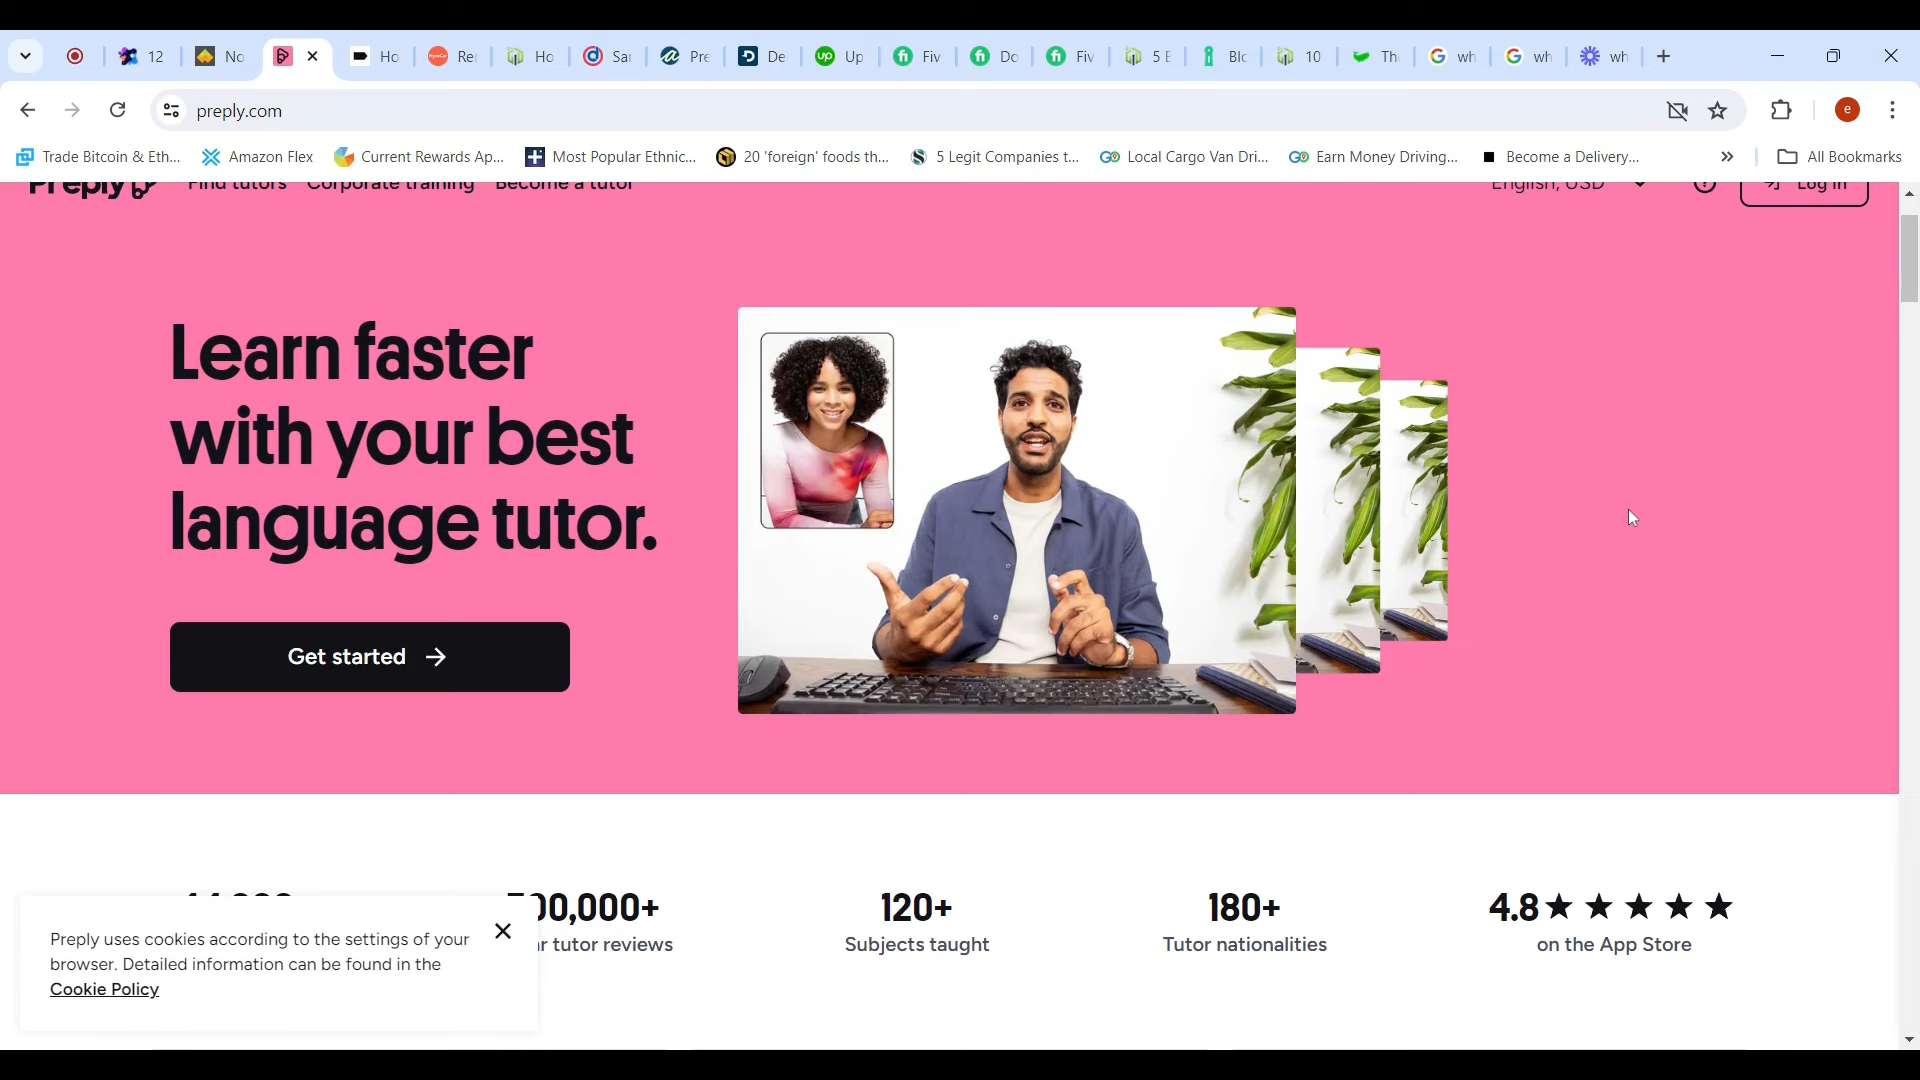 12
No
Ho
Re
Ho
Sa
Pre
De
up
Up
fi
Fiv
fi
Do
fi
Fiv
5 E
Blc
10
Th
wh
wh
wh
preply.com
e
Trade Bitcoin & Eth...
Amazon Flex
Current Rewards Ap...
Most Popular Ethnic...
20 'foreign' foods th...
5 Legit Companies t...
Local Cargo Van Dri...
Earn Money Driving...
Become a Delivery...
All Bookmarks
Preply
Find tutors
Corporate training
Become a tutor
English, USD
Log In
Learn faster
with your best
language tutor.
Get started
00,000+
tutor reviews
120+
Subjects taught
180+
Tutor nationalities
4.8
on the App Store
Preply uses cookies according to the settings of your
browser. Detailed information can be found in the
Cookie Policy